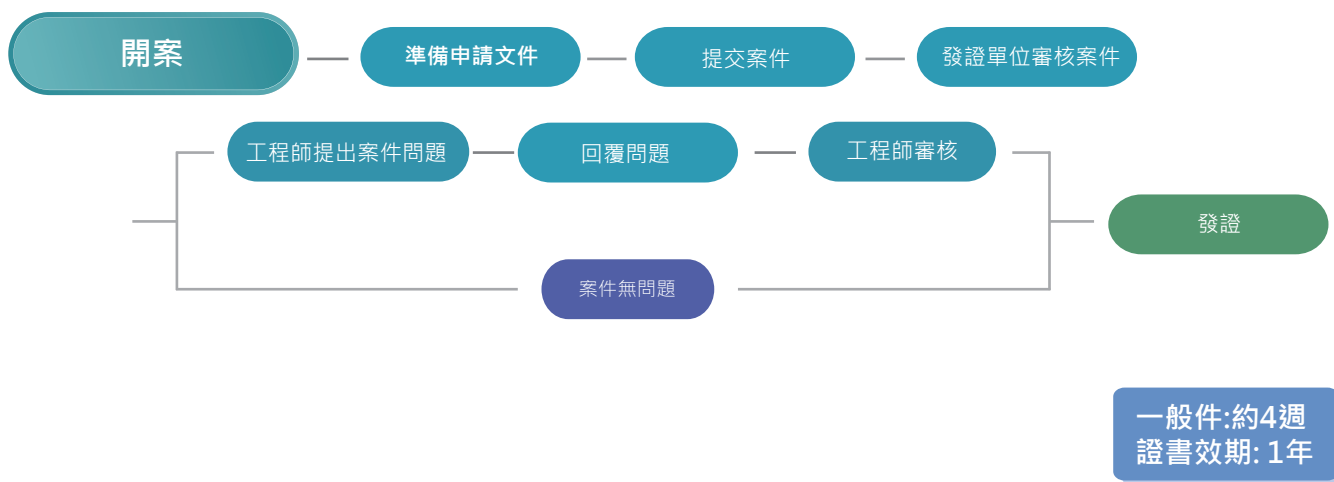 開案
準備申請文件
提交案件
發證單位審核案件
工程師提出案件問題
回覆問題
工程師審核
發證
案件無問題
一般件:約4週
證書效期: 1年